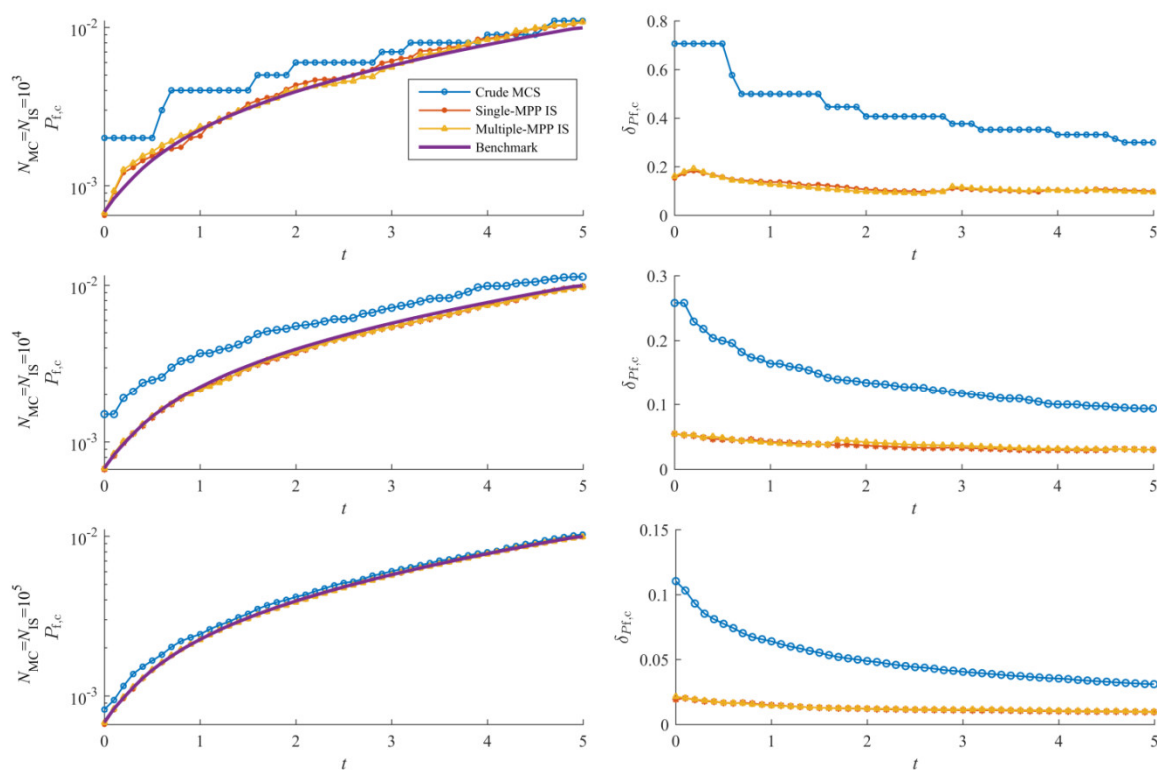 N_MC=N_IS=10^3
P_f,c
10^-2
10^-3
0 1 2 3 4 5
t
Crude MCS
Single-MPP IS
Multiple-MPP IS
Benchmark
δ_Pf,c
0.8
0.6
0.4
0.2
0
0 1 2 3 4 5
t
N_MC=N_IS=10^4
P_f,c
10^-2
10^-3
0 1 2 3 4 5
t
δ_Pf,c
0.3
0.2
0.1
0
0 1 2 3 4 5
t
N_MC=N_IS=10^5
P_f,c
10^-2
10^-3
0 1 2 3 4 5
t
δ_Pf,c
0.15
0.1
0.05
0
0 1 2 3 4 5
t